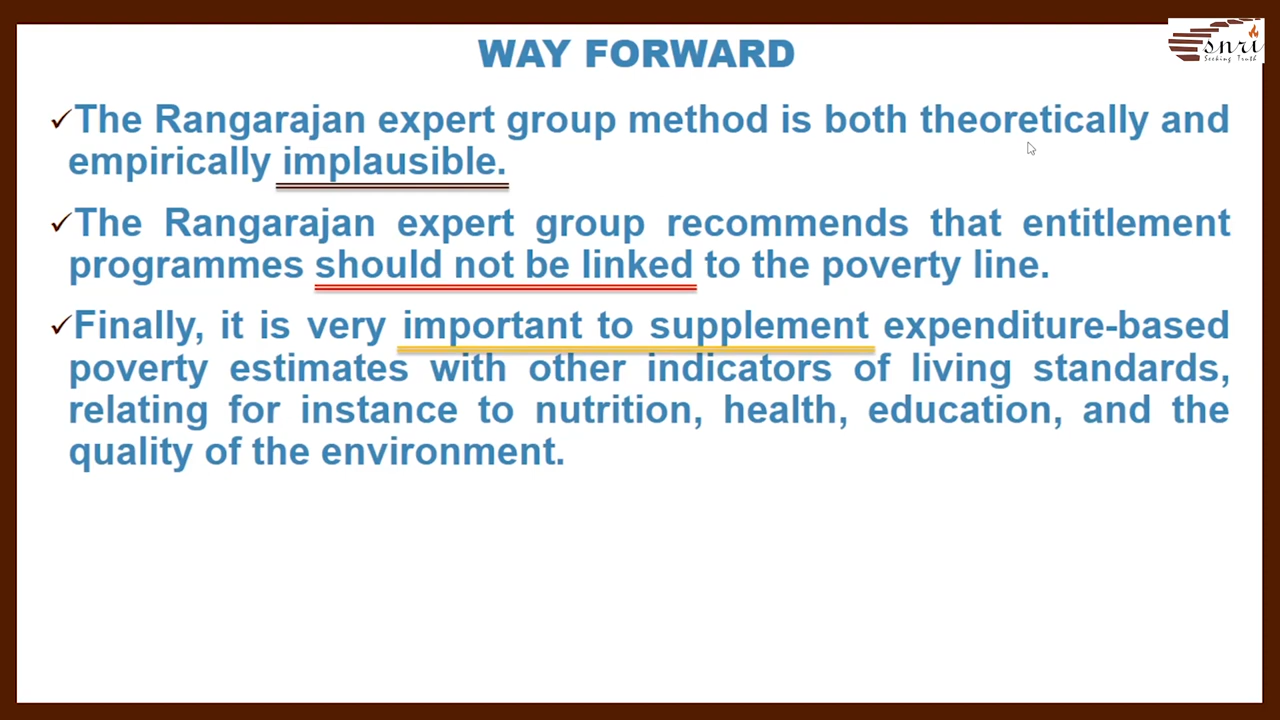 WAY FORWARD
snri
Seeking Truth
✓The Rangarajan expert group method is both theoretically and
empirically implausible.
✓The Rangarajan expert group recommends that entitlement
programmes should not be linked to the poverty line.
✓Finally, it is very important to supplement expenditure-based
poverty estimates with other indicators of living standards,
relating for instance to nutrition, health, education, and the
quality of the environment.